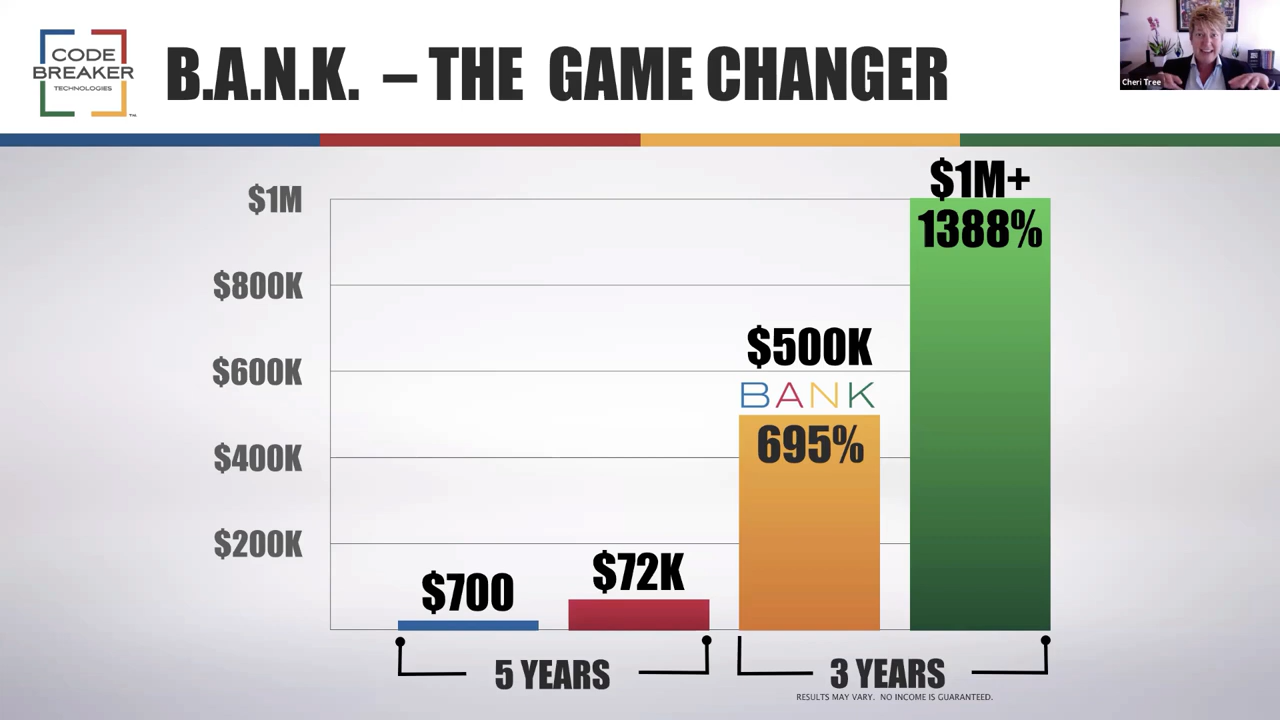 CODE
BREAKER
TECHNOLOGIES
TM
B.A.N.K. – THE GAME CHANGER
Cheri Tree
$1M
$800K
$600K
$400K
$200K
$700
$72K
$500K
BANK
695%
$1M+
1388%
5 YEARS
3 YEARS
RESULTS MAY VARY. NO INCOME IS GUARANTEED.